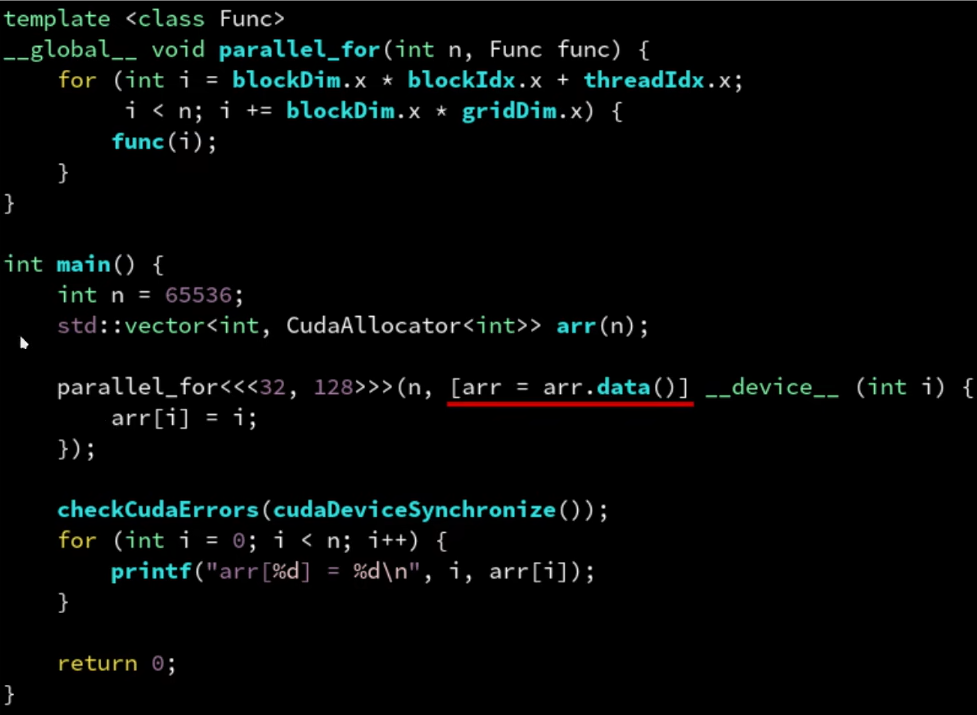 template <class Func>
__global__ void parallel_for(int n, Func func) {
    for (int i = blockDim.x * blockIdx.x + threadIdx.x;
         i < n; i += blockDim.x * gridDim.x) {
        func(i);
    }
}

int main() {
    int n = 65536;
    std::vector<int, CudaAllocator<int>> arr(n);

    parallel_for<<<32, 128>>>(n, [arr = arr.data()] __device__ (int i) {
        arr[i] = i;
    });

    checkCudaErrors(cudaDeviceSynchronize());
    for (int i = 0; i < n; i++) {
        printf("arr[%d] = %d\n", i, arr[i]);
    }

    return 0;
}